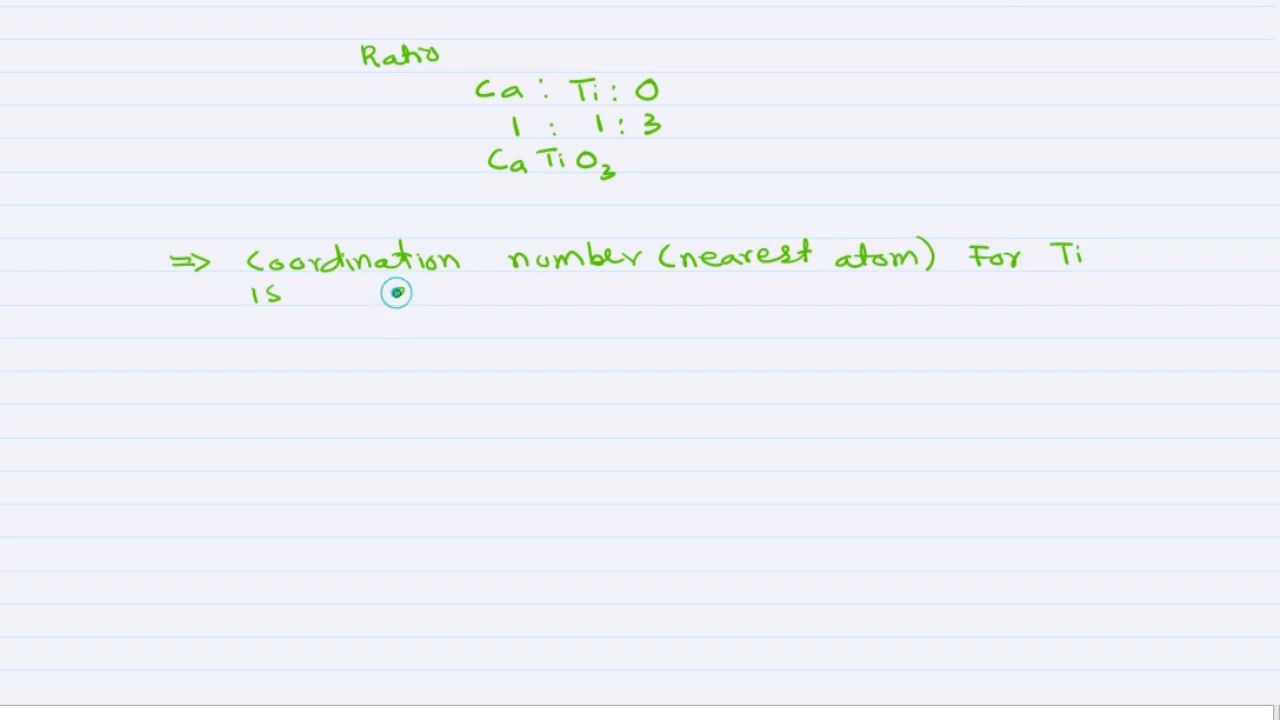 Ratio
Ca : Ti : O
1 : 1 : 3
CaTiO₃
⇒ Coordination number (nearest atom) For Ti
is